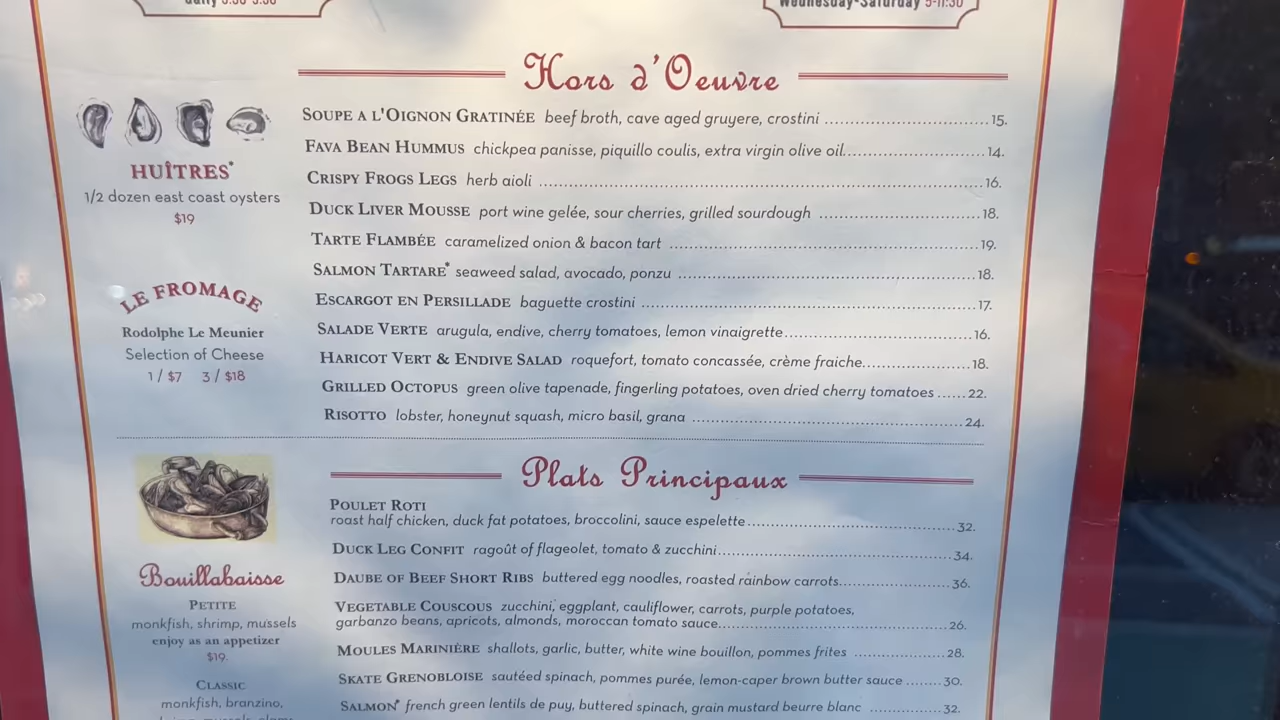 daily
Wednesday-Saturday 5-11:30
Hors d'Oeuvre
HUÎTRES*
1/2 dozen east coast oysters
$19
LE FROMAGE
Rodolphe Le Meunier
Selection of Cheese
1 / $7 3 / $18
SOUPE A L'OIGNON GRATINÉE beef broth, cave aged gruyere, crostini 15.
FAVA BEAN HUMMUS chickpea panisse, piquillo coulis, extra virgin olive oil 14.
CRISPY FROGS LEGS herb aioli 16.
DUCK LIVER MOUSSE port wine gelée, sour cherries, grilled sourdough 18.
TARTE FLAMBÉE caramelized onion & bacon tart 19.
SALMON TARTARE* seaweed salad, avocado, ponzu 18.
ESCARGOT EN PERSILLADE baguette crostini 17.
SALADE VERTE arugula, endive, cherry tomatoes, lemon vinaigrette 16.
HARICOT VERT & ENDIVE SALAD roquefort, tomato concassée, crème fraiche 18.
GRILLED OCTOPUS green olive tapenade, fingerling potatoes, oven dried cherry tomatoes 22.
RISOTTO lobster, honeynut squash, micro basil, grana 24.
Bouillabaisse
PETITE
monkfish, shrimp, mussels
enjoy as an appetizer
$19.
CLASSIC
monkfish, branzino,
Plats Principaux
POULET ROTI
roast half chicken, duck fat potatoes, broccolini, sauce espelette 32.
DUCK LEG CONFIT ragoût of flageolet, tomato & zucchini 34.
DAUBE OF BEEF SHORT RIBS buttered egg noodles, roasted rainbow carrots 36.
VEGETABLE COUSCOUS zucchini, eggplant, cauliflower, carrots, purple potatoes,
garbanzo beans, apricots, almonds, moroccan tomato sauce 26.
MOULES MARINIÈRE shallots, garlic, butter, white wine bouillon, pommes frites 28.
SKATE GRENOBLOISE sautéed spinach, pommes purée, lemon-caper brown butter sauce 30.
SALMON* french green lentils de puy, buttered spinach, grain mustard beurre blanc 32.